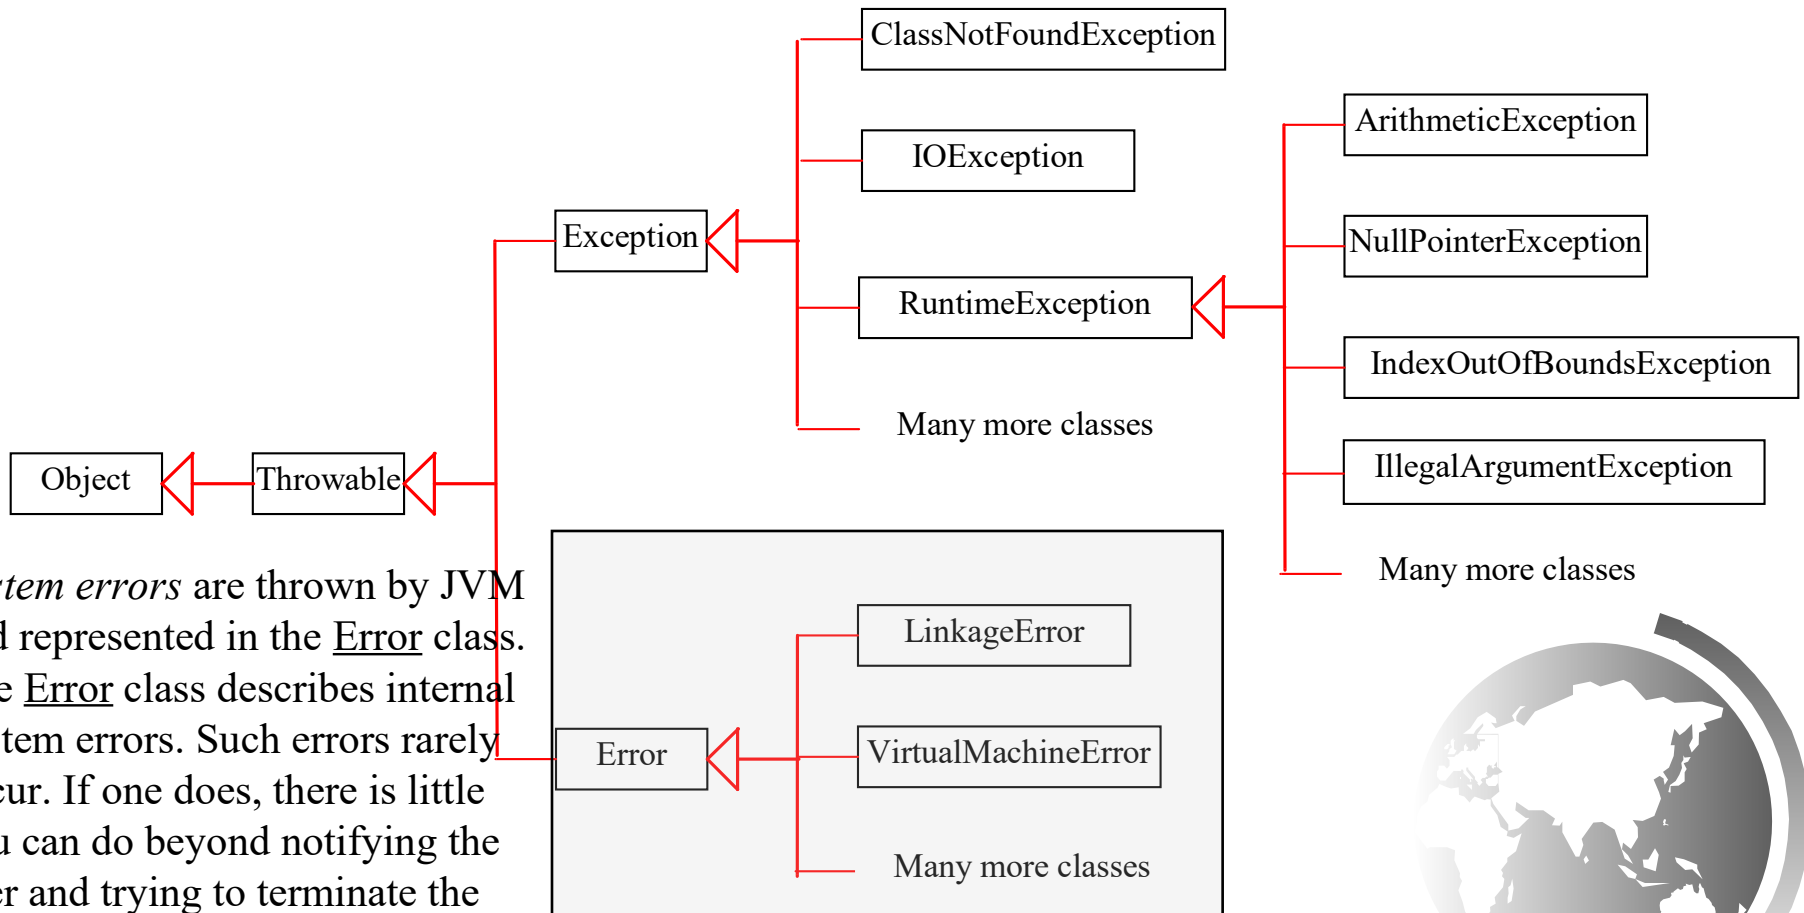 ClassNotFoundException
ArithmeticException
IOException
NullPointerException
Exception
RuntimeException
IndexOutOfBoundsException
Many more classes
IllegalArgumentException
Object
Throwable
Many more classes
stem errors are thrown by JVM
d represented in the Error class.
e Error class describes internal
tem errors. Such errors rarely
cur. If one does, there is little
u can do beyond notifying the
er and trying to terminate the
LinkageError
Error
VirtualMachineError
Many more classes